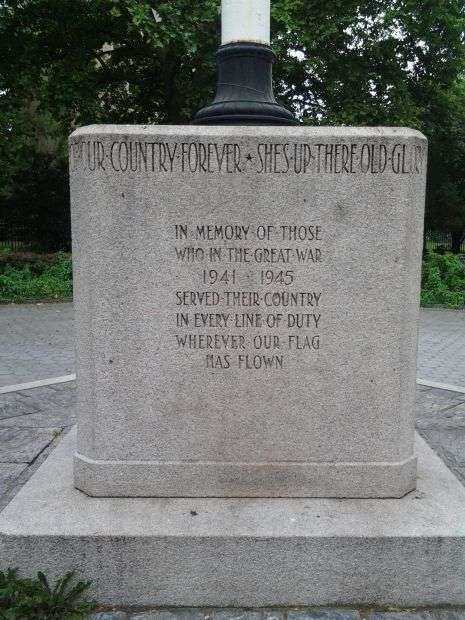 OUR·COUNTRY·FOREVER·★·SHES·UP·THERE·OLD·GLORY
IN MEMORY·OF·THOSE
WHO·IN THE·GREAT WAR
1941 - 1945
SERVED·THEIR·COUNTRY
IN EVERY·LINE OF·DUTY
WHEREVER OUR·FLAG
HAS FLOWN